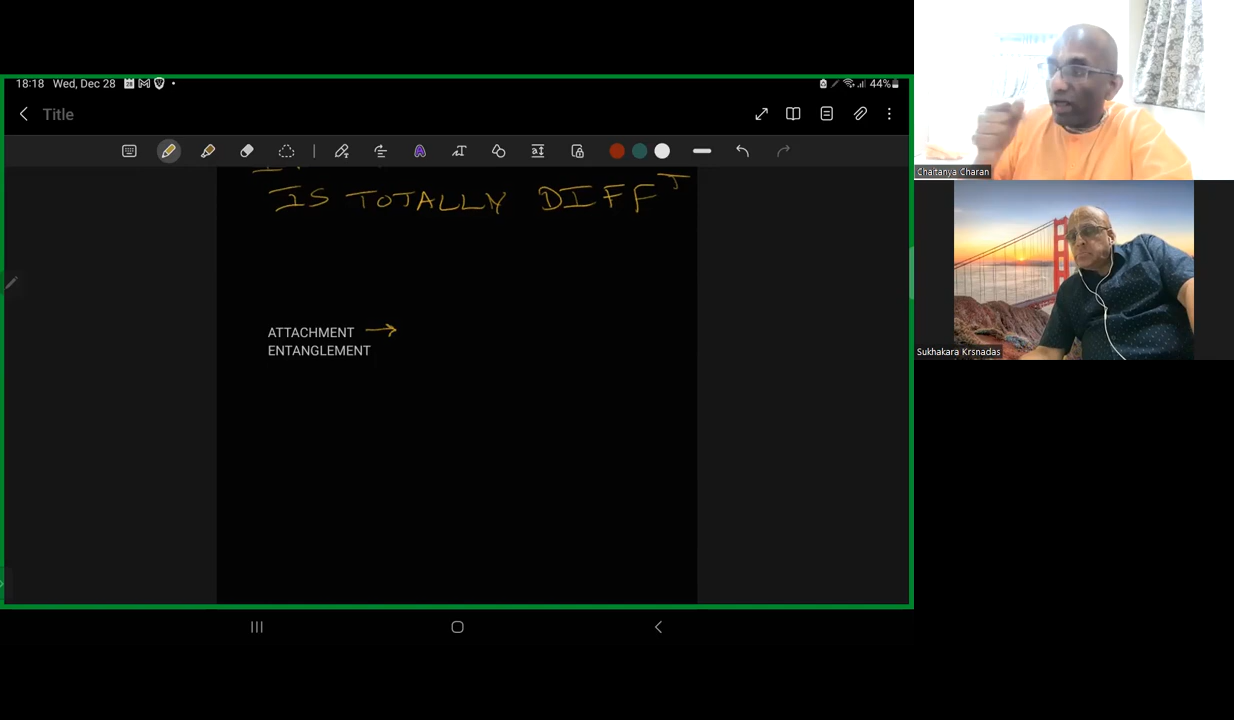 18:18 Wed, Dec 28 44%
Title
IS TOTALLY DIFF T
ATTACHMENT →
ENTANGLEMENT
Chaitanya Charan
Sukhakara Krsnadas